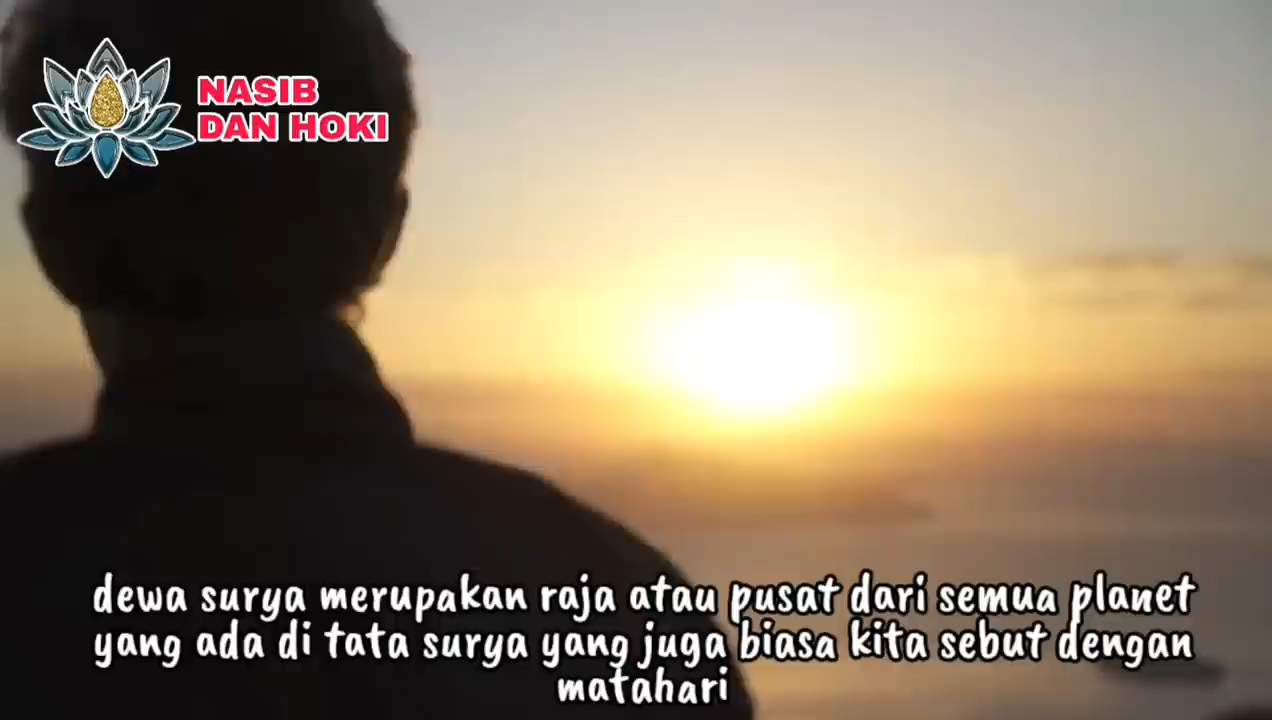 NASIB
DAN HOKI
dewa surya merupakan raja atau pusat dari semua planet
yang ada di tata surya yang juga biasa kita sebut dengan
matahari